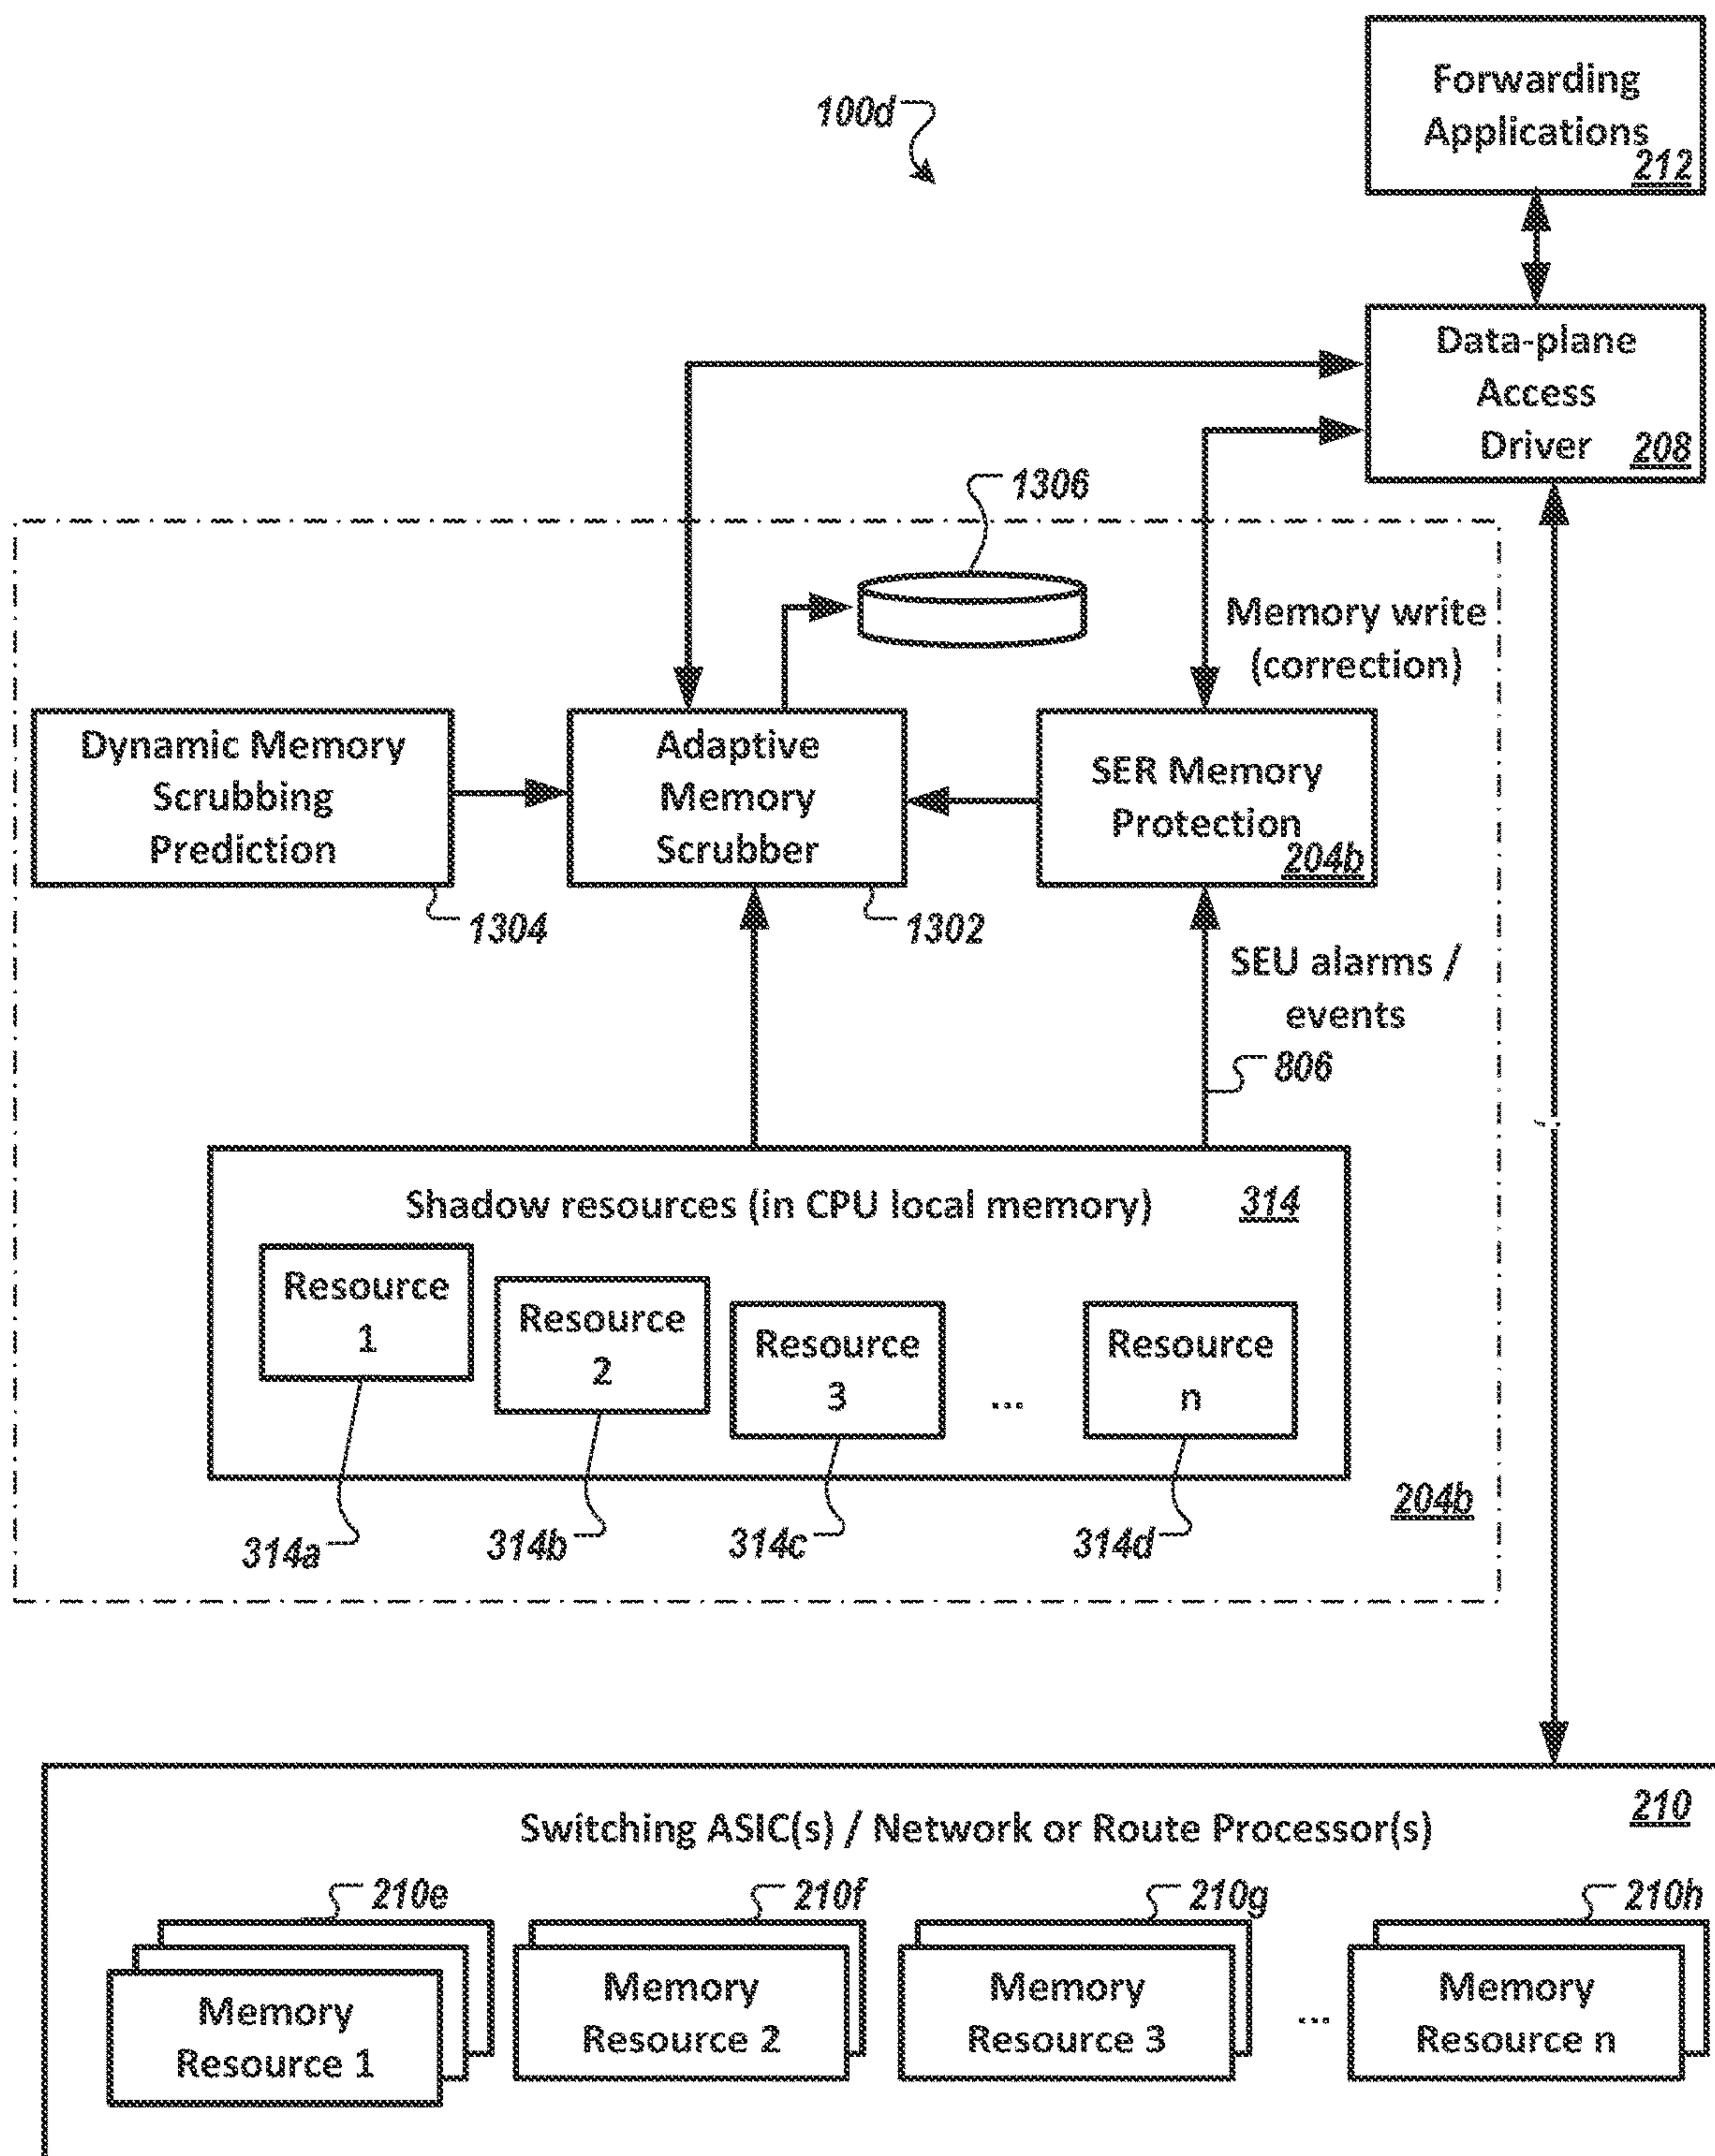 Forwarding
Applications
212
100d
Data-plane
Access
Driver
208
1306
Memory write
(correction)
Dynamic Memory
Scrubbing
Prediction
Adaptive
Memory
Scrubber
SER Memory
Protection
204b
1304
1302
SEU alarms /
events
806
Shadow resources (in CPU local memory)
314
Resource
1
Resource
2
Resource
3
...
Resource
n
204b
314a
314b
314c
314d
210
Switching ASIC(s) / Network or Route Processor(s)
210e
210f
210g
210h
Memory
Resource 1
Memory
Resource 2
Memory
Resource 3
...
Memory
Resource n